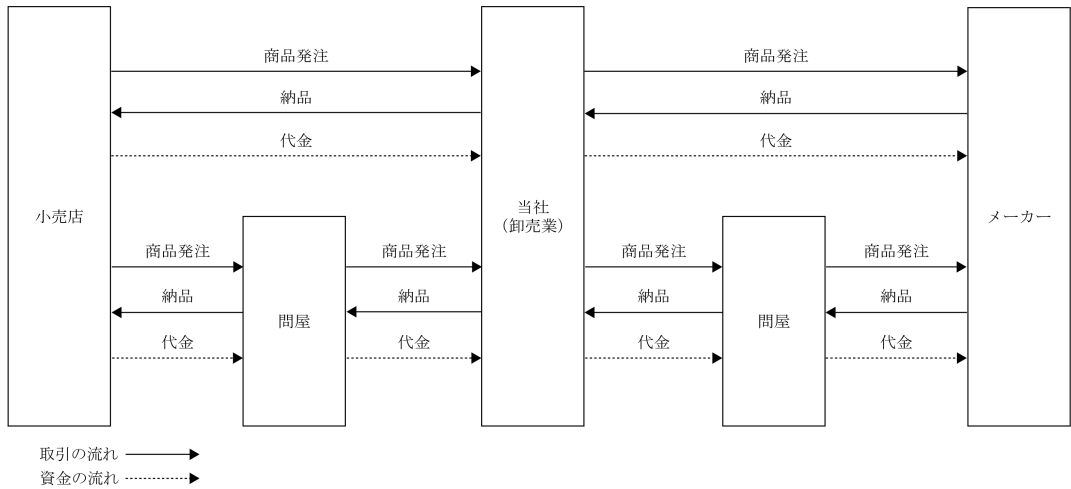 商品発注
商品発注
納品
納品
代金
代金
小売店
当社
（卸売業）
メーカー
商品発注
商品発注
商品発注
商品発注
納品
納品
納品
納品
問屋
問屋
代金
代金
代金
代金
取引の流れ
資金の流れ